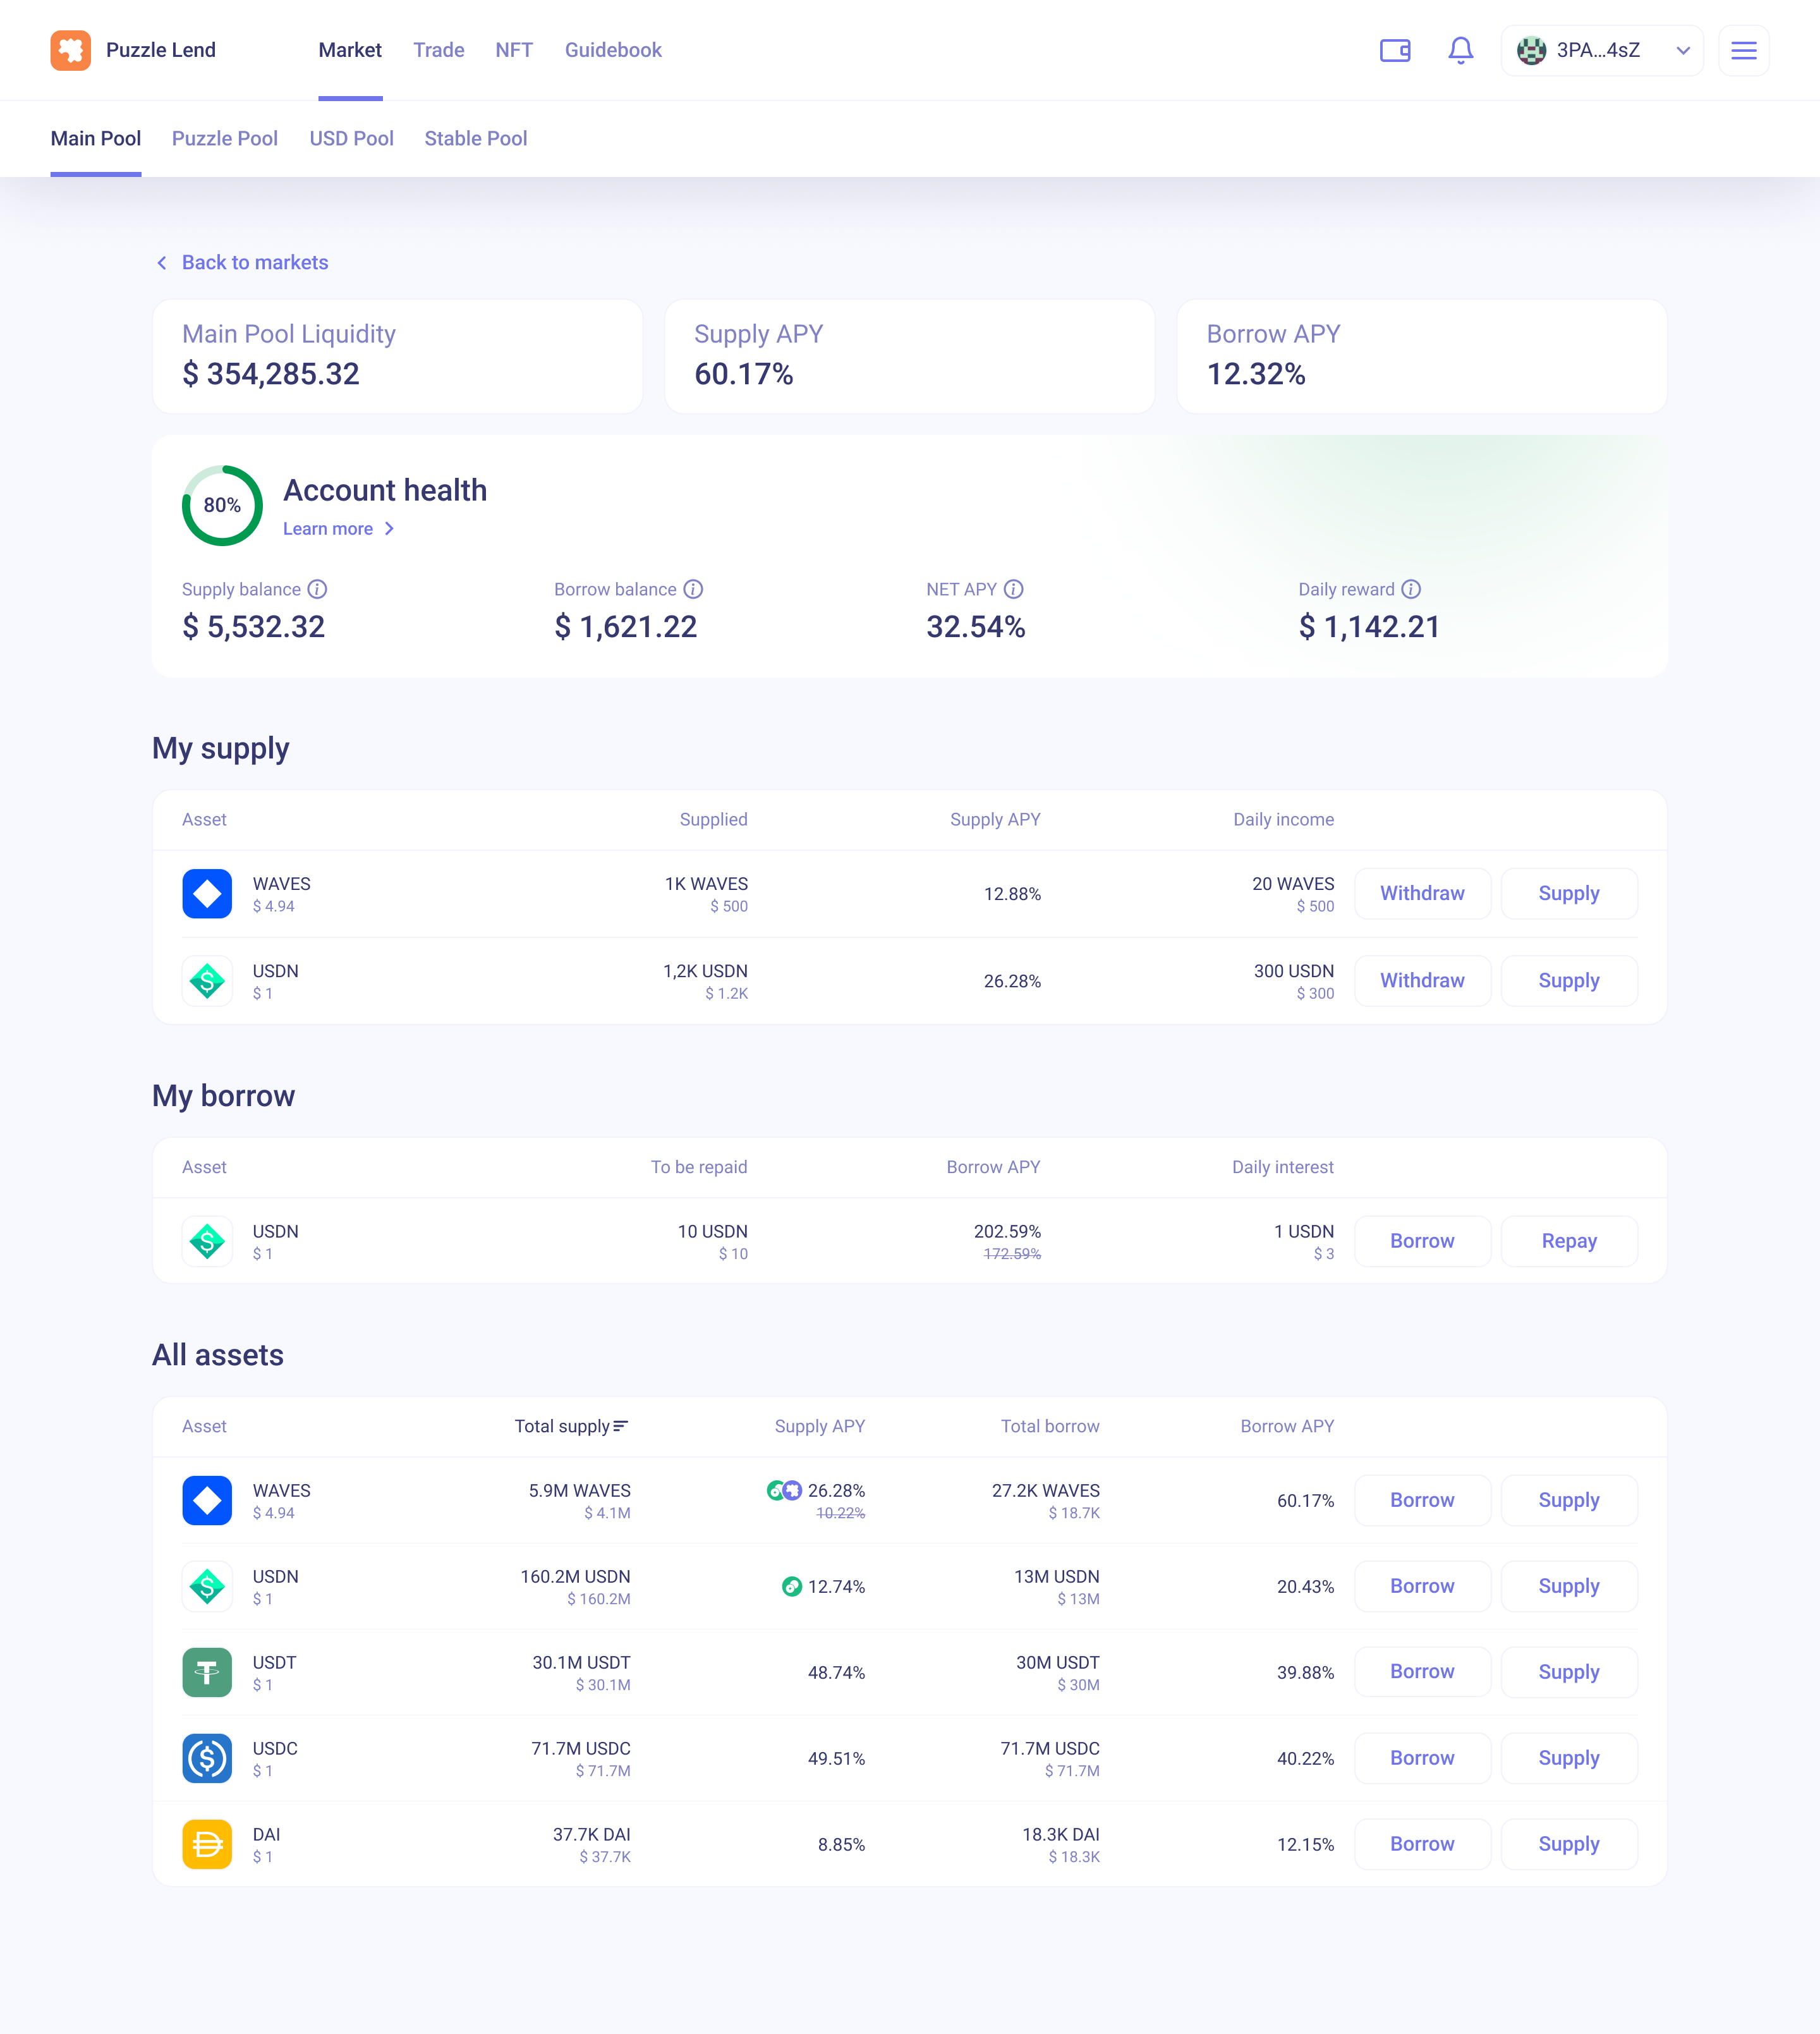 Puzzle Lend
Market Trade NFT Guidebook
3PA...4sZ
Main Pool Puzzle Pool USD Pool Stable Pool
Back to markets
Main Pool Liquidity
$ 354,285.32
Supply APY
60.17%
Borrow APY
12.32%
80%
Account health
Learn more
Supply balance
$ 5,532.32
Borrow balance
$ 1,621.22
NET APY
32.54%
Daily reward
$ 1,142.21
My supply
Asset Supplied Supply APY Daily income
WAVES 1K WAVES 12.88% 20 WAVES Withdraw Supply
$ 4.94 $ 500 $ 500
USDN 1,2K USDN 26.28% 300 USDN Withdraw Supply
$ 1 $ 1.2K $ 300
My borrow
Asset To be repaid Borrow APY Daily interest
USDN 10 USDN 202.59% 1 USDN Borrow Repay
$ 1 $ 10 172.59% $ 3
All assets
Asset Total supply Supply APY Total borrow Borrow APY
WAVES 5.9M WAVES 26.28% 27.2K WAVES 60.17% Borrow Supply
$ 4.94 $ 4.1M 10.22% $ 18.7K
USDN 160.2M USDN 12.74% 13M USDN 20.43% Borrow Supply
$ 1 $ 160.2M $ 13M
USDT 30.1M USDT 48.74% 30M USDT 39.88% Borrow Supply
$ 1 $ 30.1M $ 30M
USDC 71.7M USDC 49.51% 71.7M USDC 40.22% Borrow Supply
$ 1 $ 71.7M $ 71.7M
DAI 37.7K DAI 8.85% 18.3K DAI 12.15% Borrow Supply
$ 1 $ 37.7K $ 18.3K